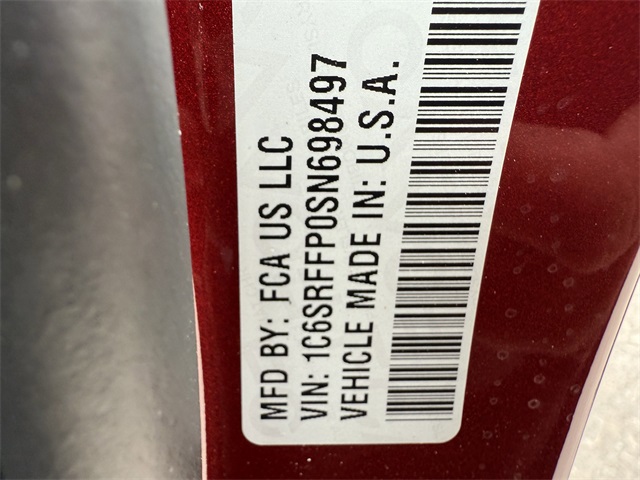 MFD BY: FCA US LLC
VIN: 1C6SRFFP0SN698497
VEHICLE MADE IN: U.S.A.